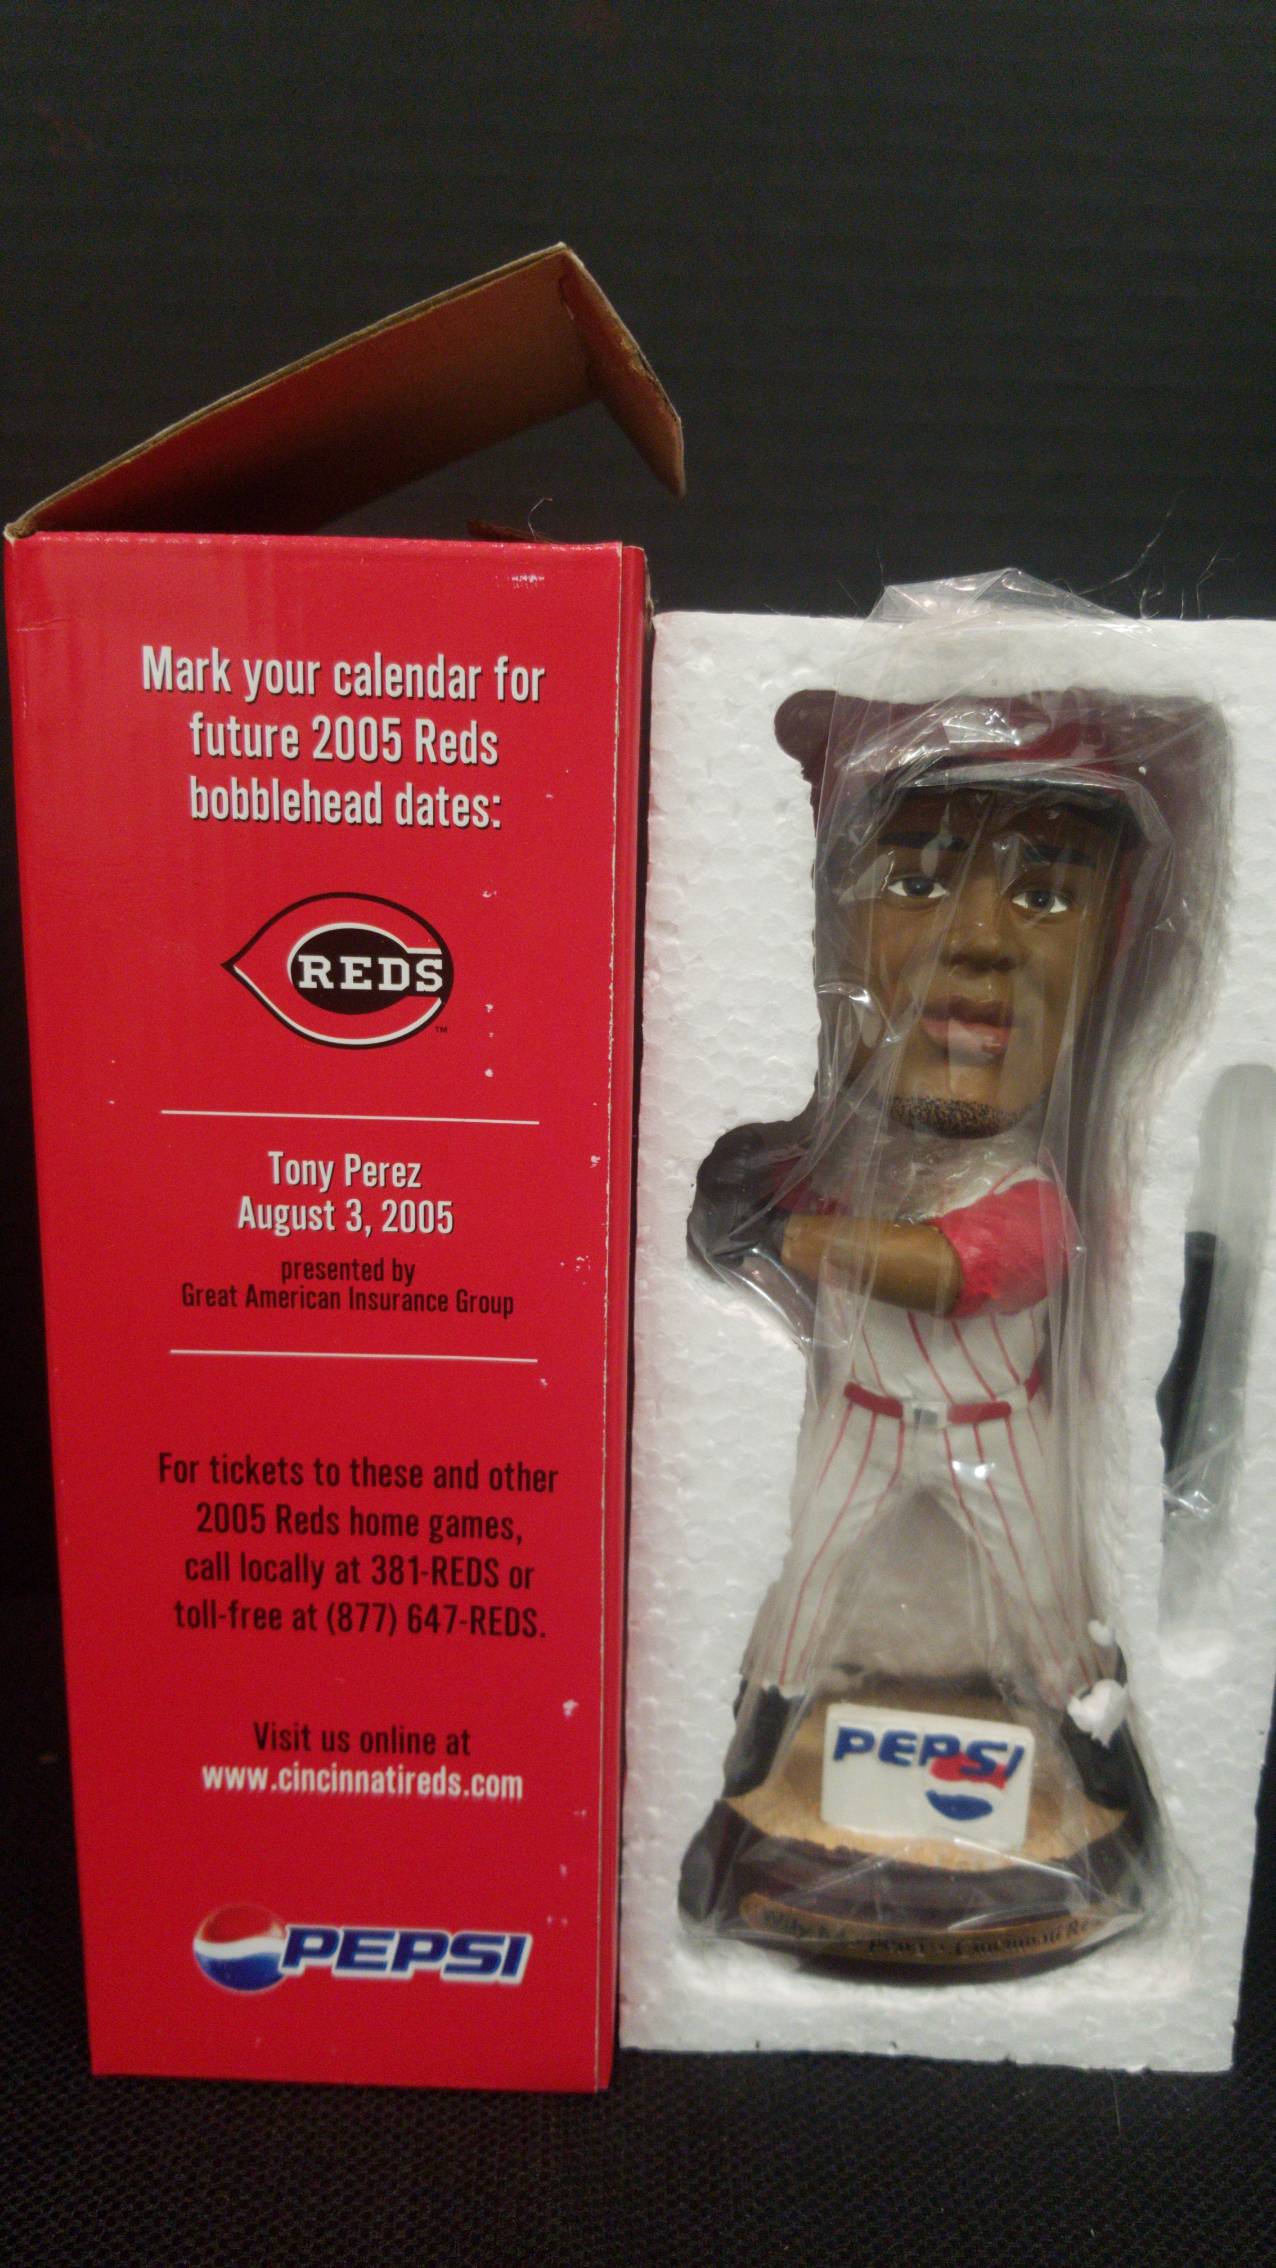 Mark your calendar for
future 2005 Reds
bobblehead dates:
REDS
TM
Tony Perez
August 3, 2005
presented by
Great American Insurance Group
For tickets to these and other
2005 Reds home games,
call locally at 381-REDS or
toll-free at (877) 647-REDS.
Visit us online at
www.cincinnatireds.com
PEPSI
PEPSI
Cincinnati